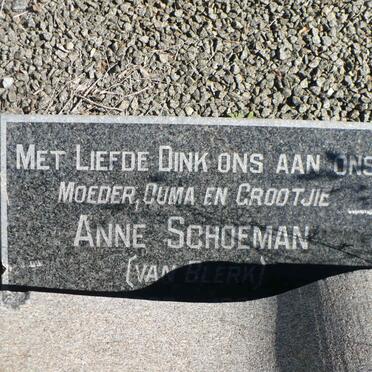 MET LIEFDE DINK ONS AAN ONS
MOEDER, OUMA EN GROOTJIE
ANNE SCHOEMAN
(VAN BLERK)